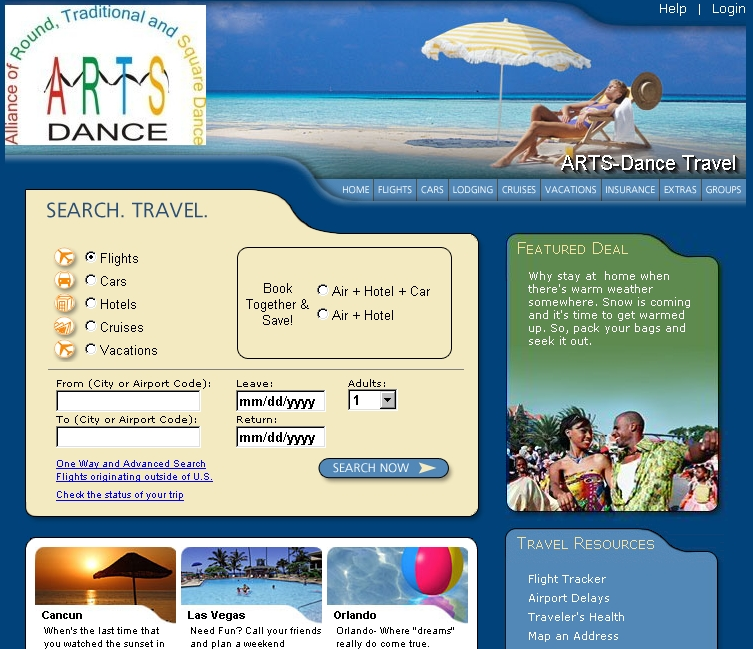 Help | Login
Alliance of Round, Traditional and Square Dance
ARTS
DANCE
ARTS-Dance Travel
HOME FLIGHTS CARS LODGING CRUISES VACATIONS INSURANCE EXTRAS GROUPS
SEARCH. TRAVEL.
Flights
Cars
Hotels
Cruises
Vacations
Book
Together &
Save!
Air + Hotel + Car
Air + Hotel
From (City or Airport Code):
Leave:
mm/dd/yyyy
Adults:
1
To (City or Airport Code):
Return:
mm/dd/yyyy
One Way and Advanced Search
Flights originating outside of U.S.
Check the status of your trip
SEARCH NOW
FEATURED DEAL
Why stay at home when
there's warm weather
somewhere. Snow is coming
and it's time to get warmed
up. So, pack your bags and
seek it out.
Cancun
When's the last time that
you watched the sunset in
Las Vegas
Need Fun? Call your friends
and plan a weekend
Orlando
Orlando- Where "dreams"
really do come true.
TRAVEL RESOURCES
Flight Tracker
Airport Delays
Traveler's Health
Map an Address